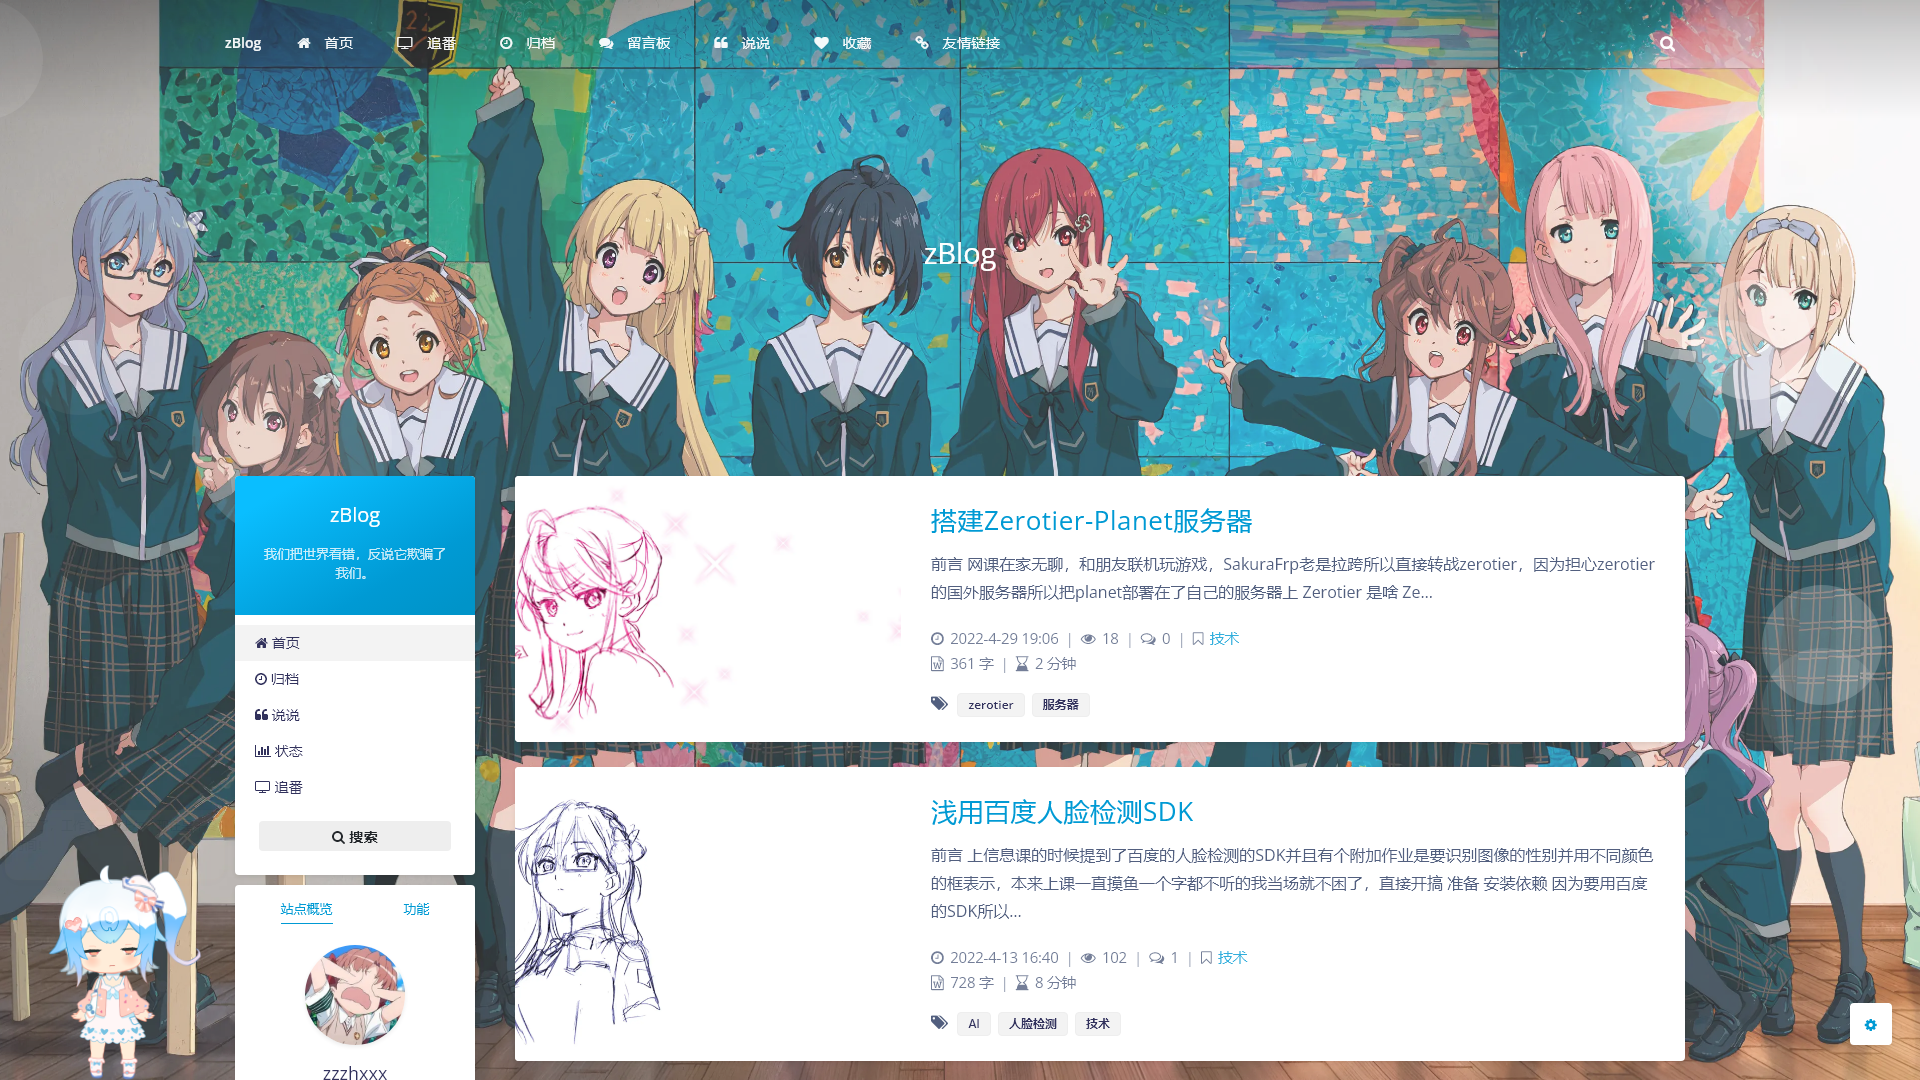 zBlog 首页 追番 归档 留言板 说说 收藏 友情链接
zBlog
zBlog
我们把世界看错，反说它欺骗了
我们。
首页
归档
说说
状态
追番
搜索
站点概览 功能
zzzhxxx
搭建Zerotier-Planet服务器
前言 网课在家无聊，和朋友联机玩游戏，SakuraFrp老是拉跨所以直接转战zerotier，因为担心zerotier
的国外服务器所以把planet部署在了自己的服务器上 Zerotier 是啥 Ze...
2022-4-29 19:06 | 18 | 0 | 技术
361 字 | 2 分钟
zerotier 服务器
浅用百度人脸检测SDK
前言 上信息课的时候提到了百度的人脸检测的SDK并且有个附加作业是要识别图像的性别并用不同颜色
的框表示，本来上课一直摸鱼一个字都不听的我当场就不困了，直接开搞 准备 安装依赖 因为要用百度
的SDK所以...
2022-4-13 16:40 | 102 | 1 | 技术
728 字 | 8 分钟
AI 人脸检测 技术